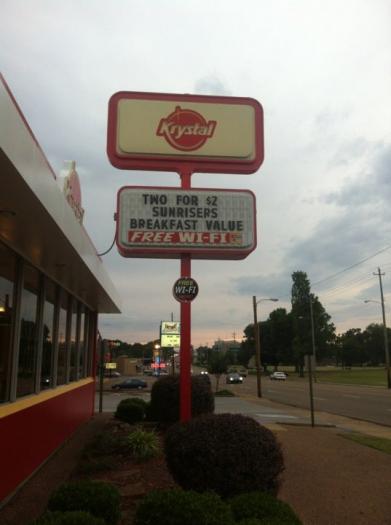 Krystal
TWO FOR $2
SUNRISERS
BREAKFAST VALUE
FREE WI-FI
FREE
WI-FI